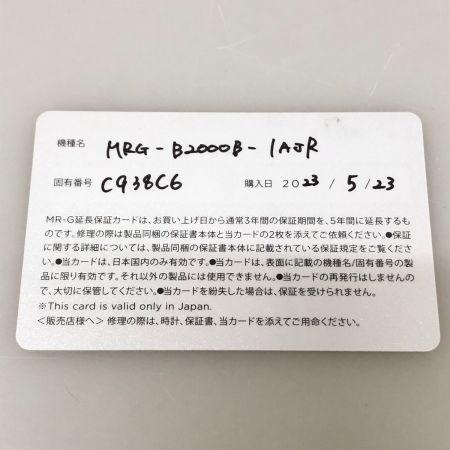 機種名 MRG-B2000B-1AJR
固有番号 C938C6 購入日 2023/5/23
MR-G延長保証カードは、お買い上げ日から通常3年間の保証期間を、5年間に延長するも
のです。修理の際は製品同梱の保証書本体と当カードの2枚を添えてご依頼ください。●保証
に関する詳細については、製品同梱の保証書本体に記載されている保証規定をご覧くださ
い。●当カードは、日本国内のみ有効です。●当カードは、表面に記載の機種名/固有番号の製
品に限り有効です。それ以外の製品には使用できません。●当カードの再発行はしませんの
で、大切に保管してください。●当カードを紛失した場合は、保証を受けられません。
※This card is valid only in Japan.
＜販売店様へ＞ 修理の際は、時計、保証書、当カードを添えてご用命ください。